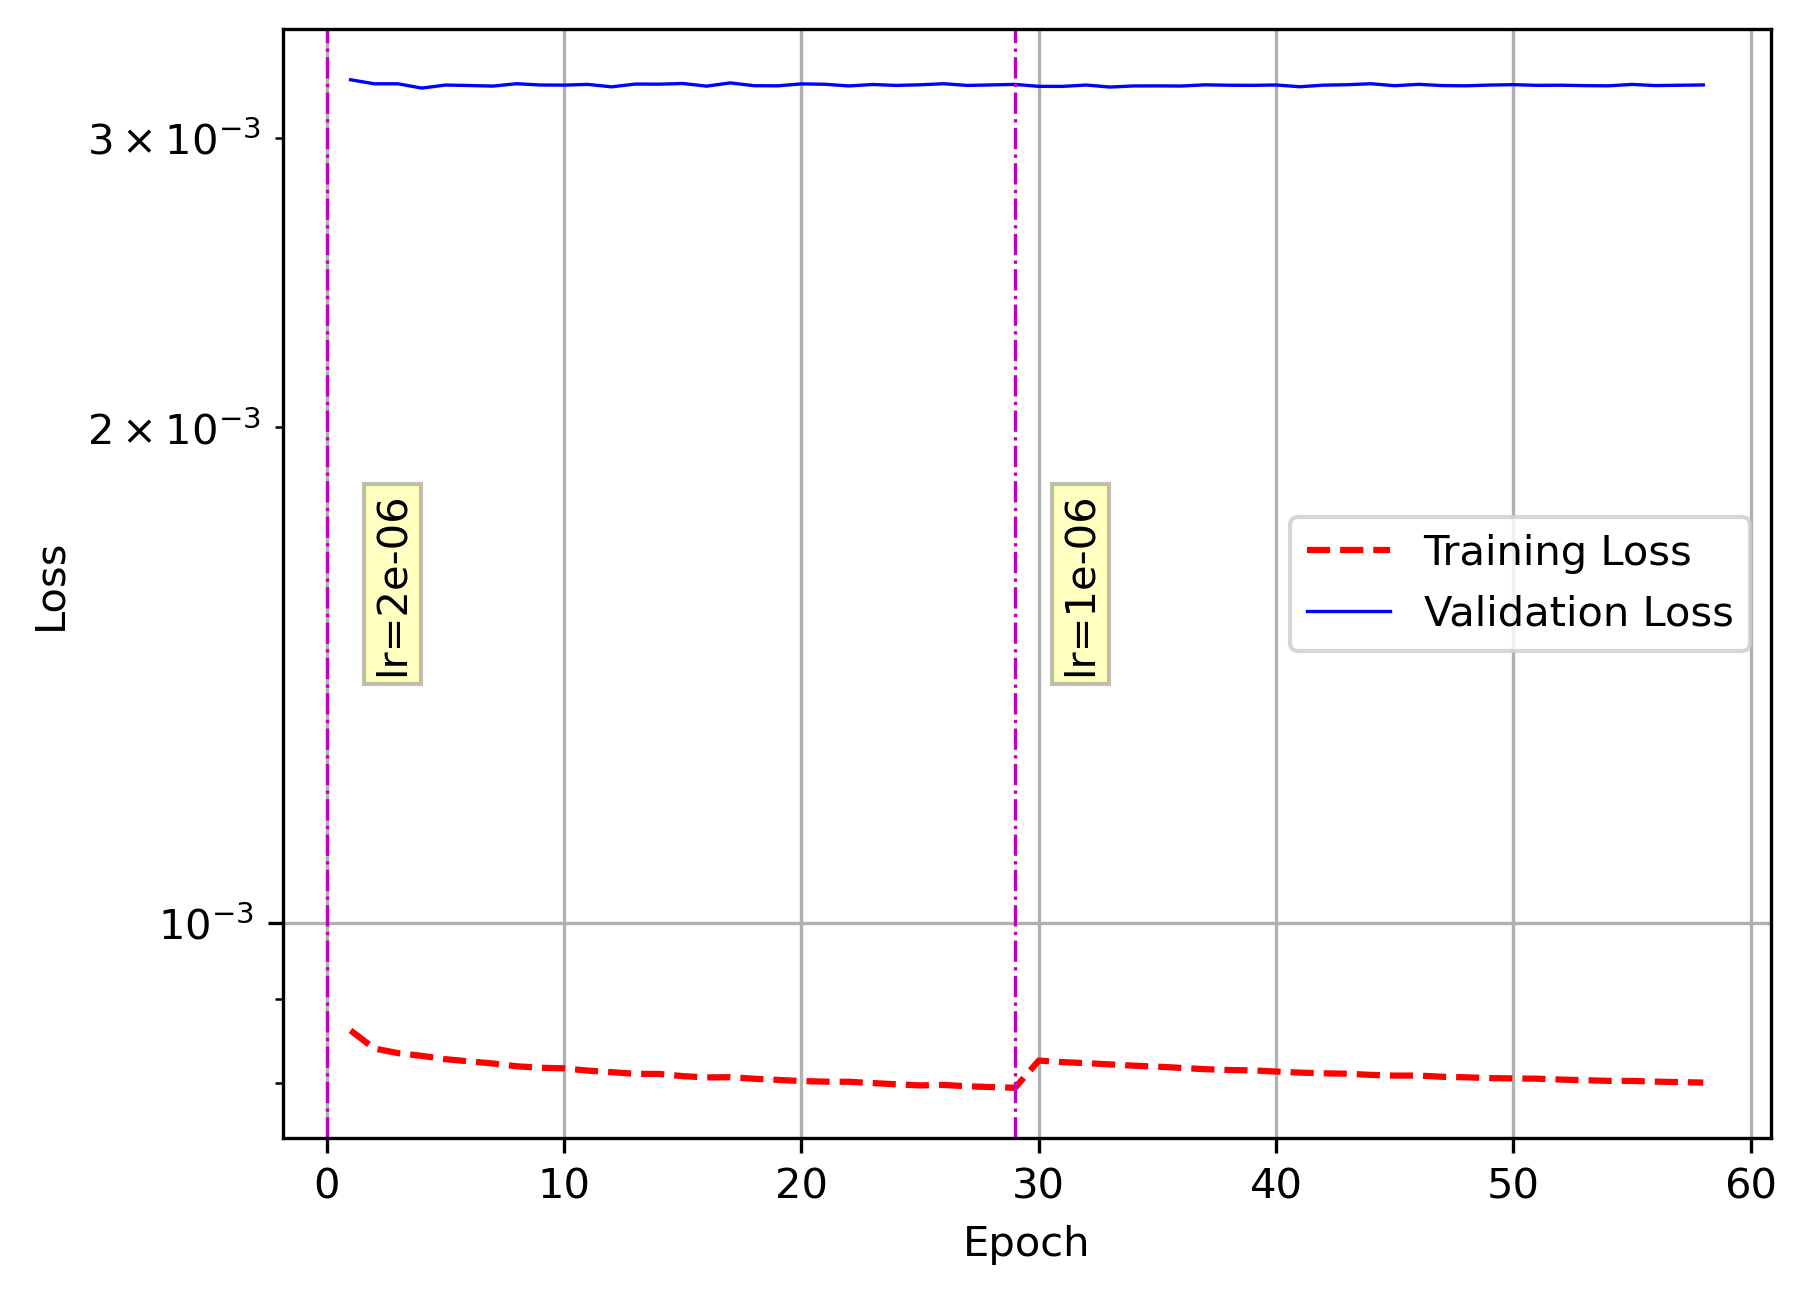 3 × 10⁻³
2 × 10⁻³
10⁻³
Loss
lr=2e-06
lr=1e-06
Training Loss
Validation Loss
0 10 20 30 40 50 60
Epoch